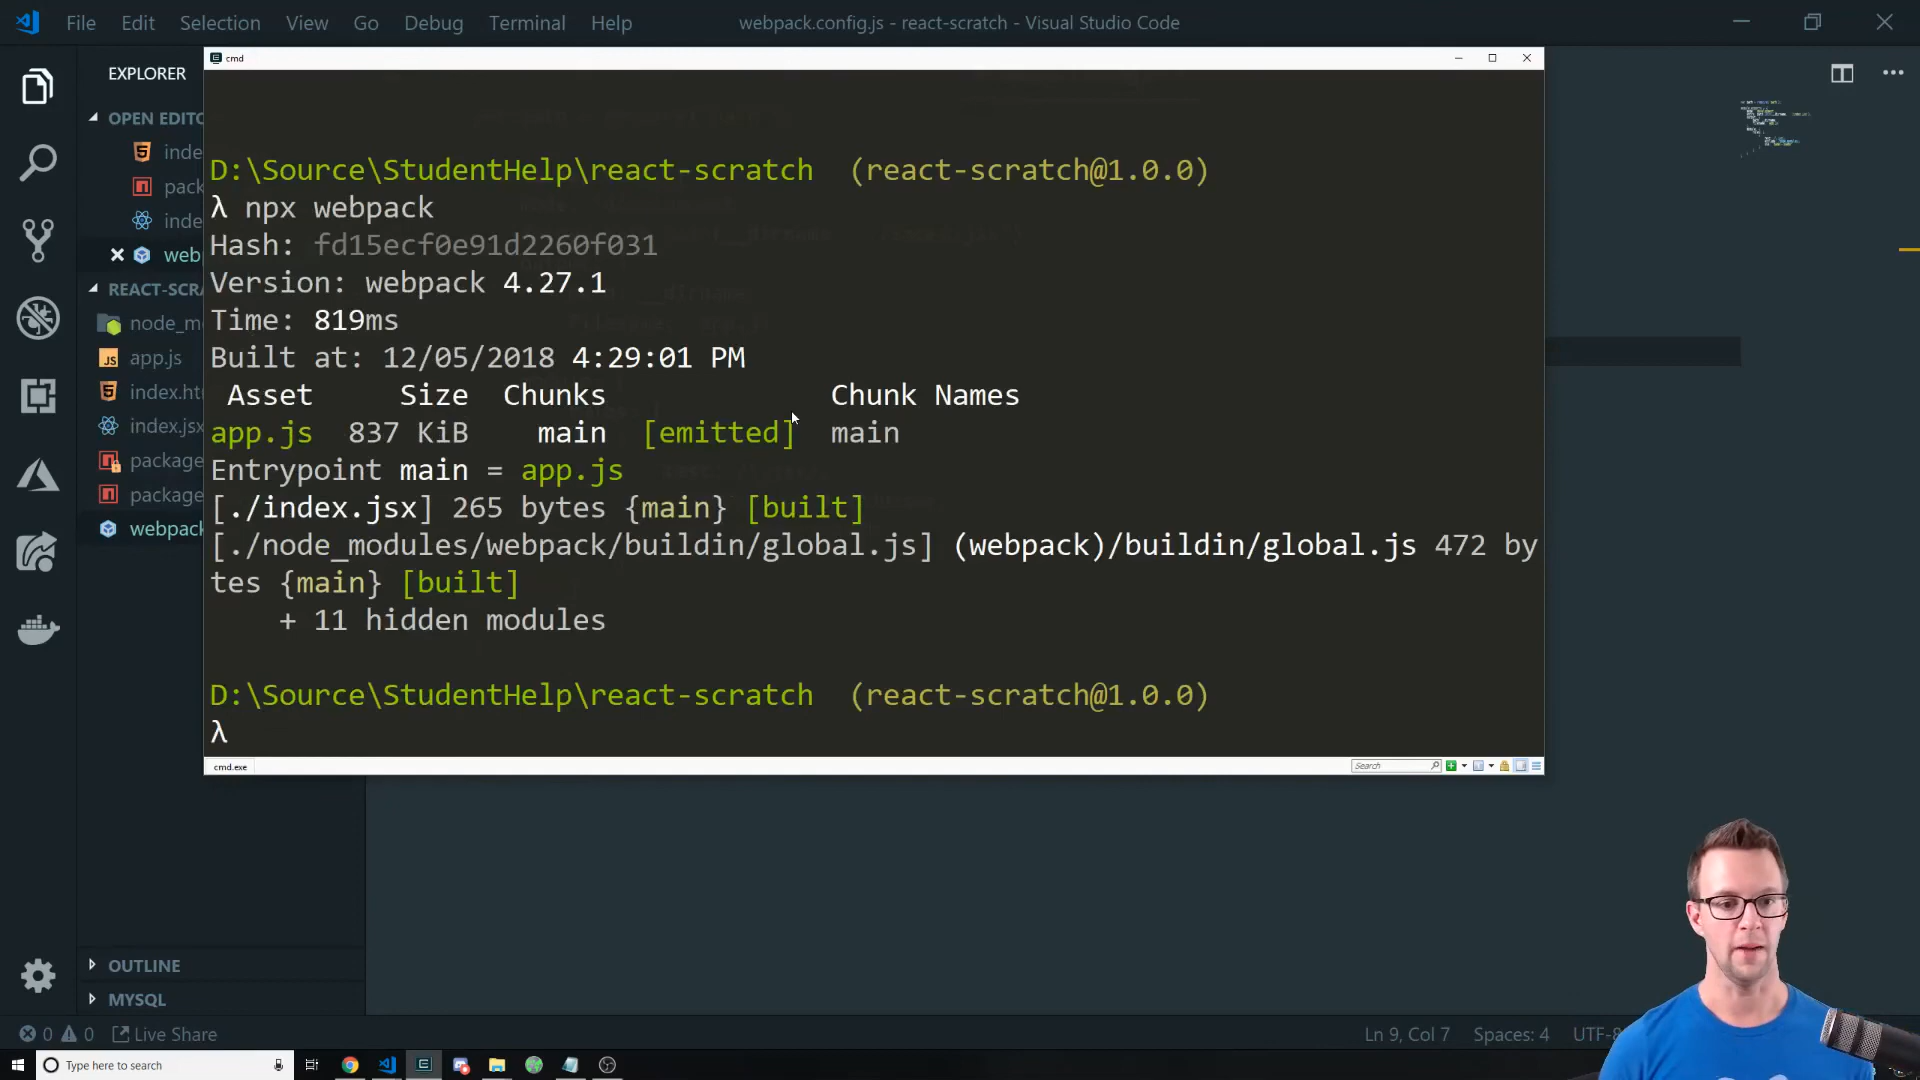 File Edit Selection View Go Debug Terminal Help
webpack.config.js - react-scratch - Visual Studio Code
EXPLORER
OPEN EDITO
inde
pack
inde
web
REACT-SCRA
node_m
app.js
index.ht
index.jsx
package
package
webpack
OUTLINE
MYSQL
cmd
D:\Source\StudentHelp\react-scratch (react-scratch@1.0.0)
λ npx webpack
Hash: fd15ecf0e91d2260f031
Version: webpack 4.27.1
Time: 819ms
Built at: 12/05/2018 4:29:01 PM
Asset Size Chunks Chunk Names
app.js 837 KiB main [emitted] main
Entrypoint main = app.js
[./index.jsx] 265 bytes {main} [built]
[./node_modules/webpack/buildin/global.js] (webpack)/buildin/global.js 472 by
tes {main} [built]
+ 11 hidden modules
D:\Source\StudentHelp\react-scratch (react-scratch@1.0.0)
λ
cmd.exe
Search
0 0 Live Share
Ln 9, Col 7 Spaces: 4 UTF-8
Type here to search